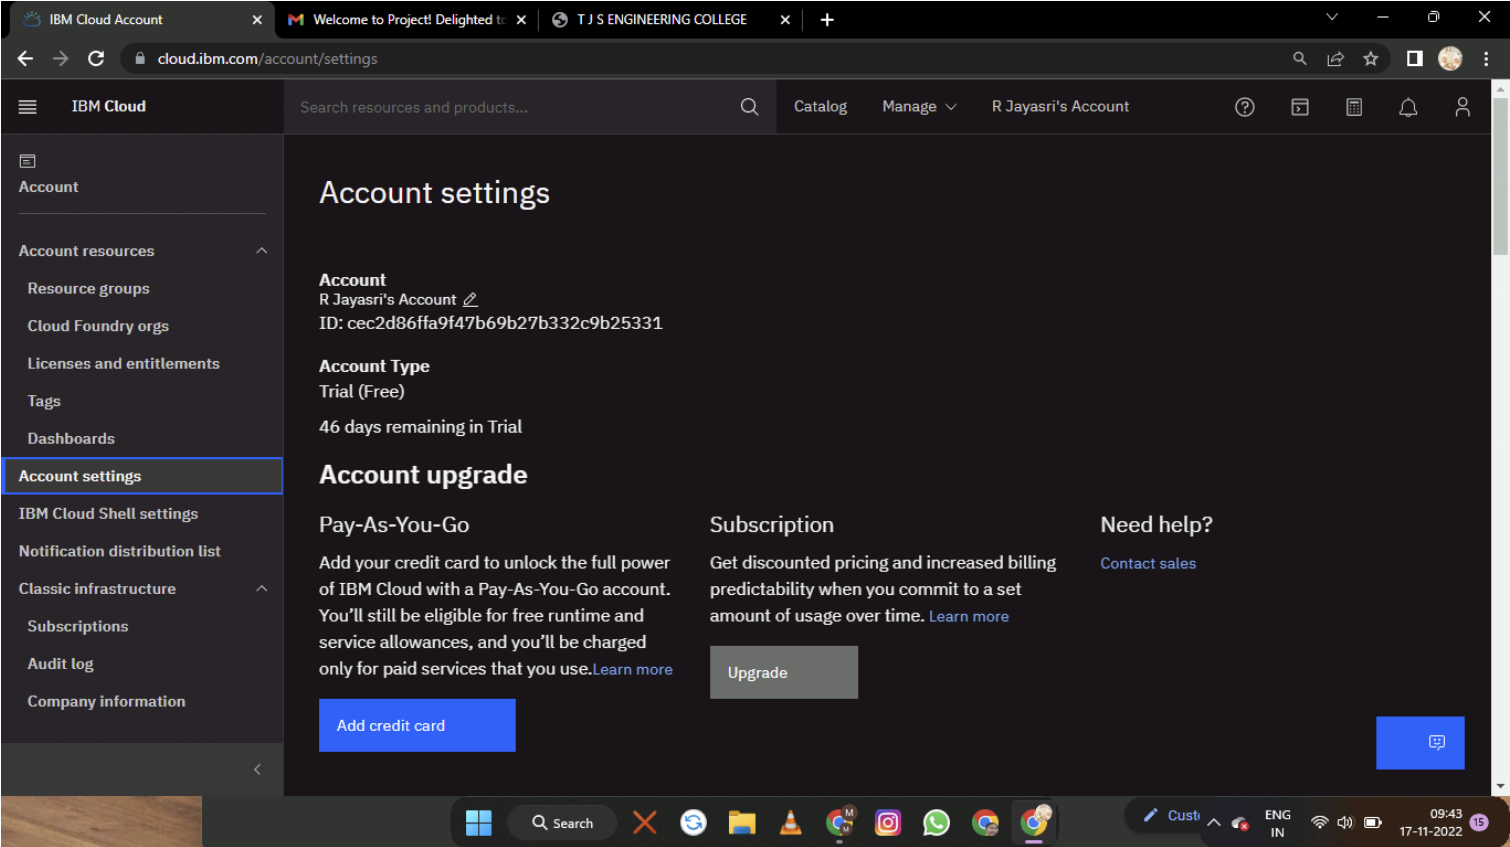 IBM Cloud Account
Welcome to Project! Delighted to
T J S ENGINEERING COLLEGE
cloud.ibm.com/account/settings
IBM Cloud
Search resources and products...
Catalog
Manage
R Jayasri's Account
Account
Account resources
Resource groups
Cloud Foundry orgs
Licenses and entitlements
Tags
Dashboards
Account settings
IBM Cloud Shell settings
Notification distribution list
Classic infrastructure
Subscriptions
Audit log
Company information
Account settings
Account
R Jayasri's Account
ID: cec2d86ffa9f47b69b27b332c9b25331
Account Type
Trial (Free)
46 days remaining in Trial
Account upgrade
Pay-As-You-Go
Add your credit card to unlock the full power
of IBM Cloud with a Pay-As-You-Go account.
You’ll still be eligible for free runtime and
service allowances, and you’ll be charged
only for paid services that you use.Learn more
Add credit card
Subscription
Get discounted pricing and increased billing
predictability when you commit to a set
amount of usage over time. Learn more
Upgrade
Need help?
Contact sales
Search
M
M
Custo
ENG
IN
09:43
17-11-2022
15